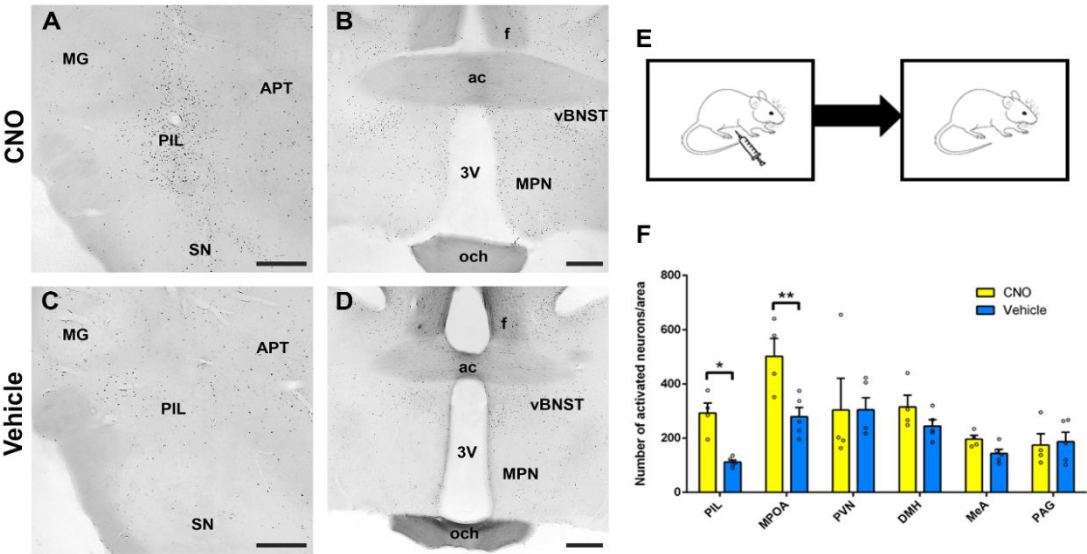 CNO
A
MG
APT
PIL
SN
B
f
ac
vBNST
3V
MPN
och
Vehicle
C
MG
APT
PIL
SN
D
f
ac
vBNST
3V
MPN
och
E
F
Number of activated neurons/area
800
600
400
200
0
*
**
CNO
Vehicle
PIL
MPOA
PVN
DMH
MeA
PAG